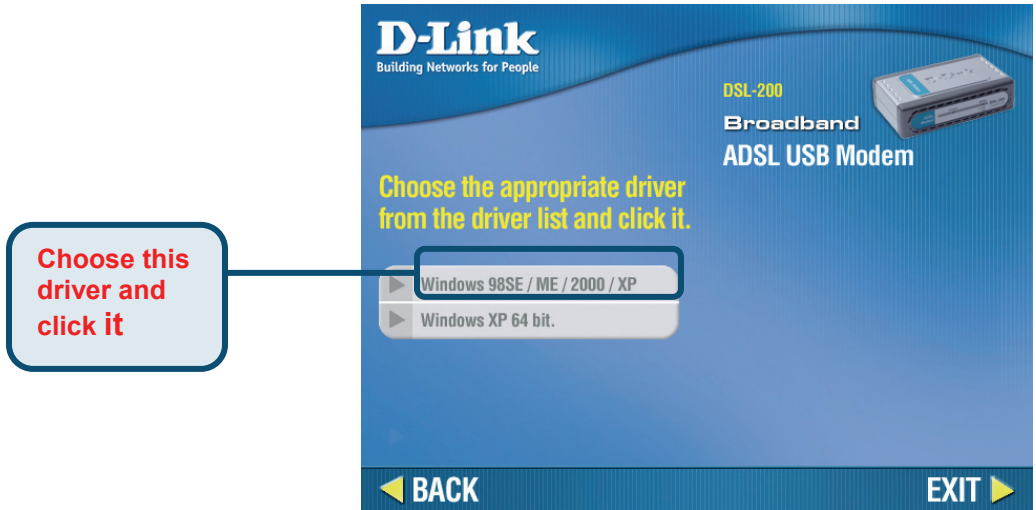 D-Link
Building Networks for People
DSL-200
Broadband
ADSL USB Modem
Choose the appropriate driver
from the driver list and click it.
Choose this
driver and
click it
Windows 98SE / ME / 2000 / XP
Windows XP 64 bit.
BACK
EXIT